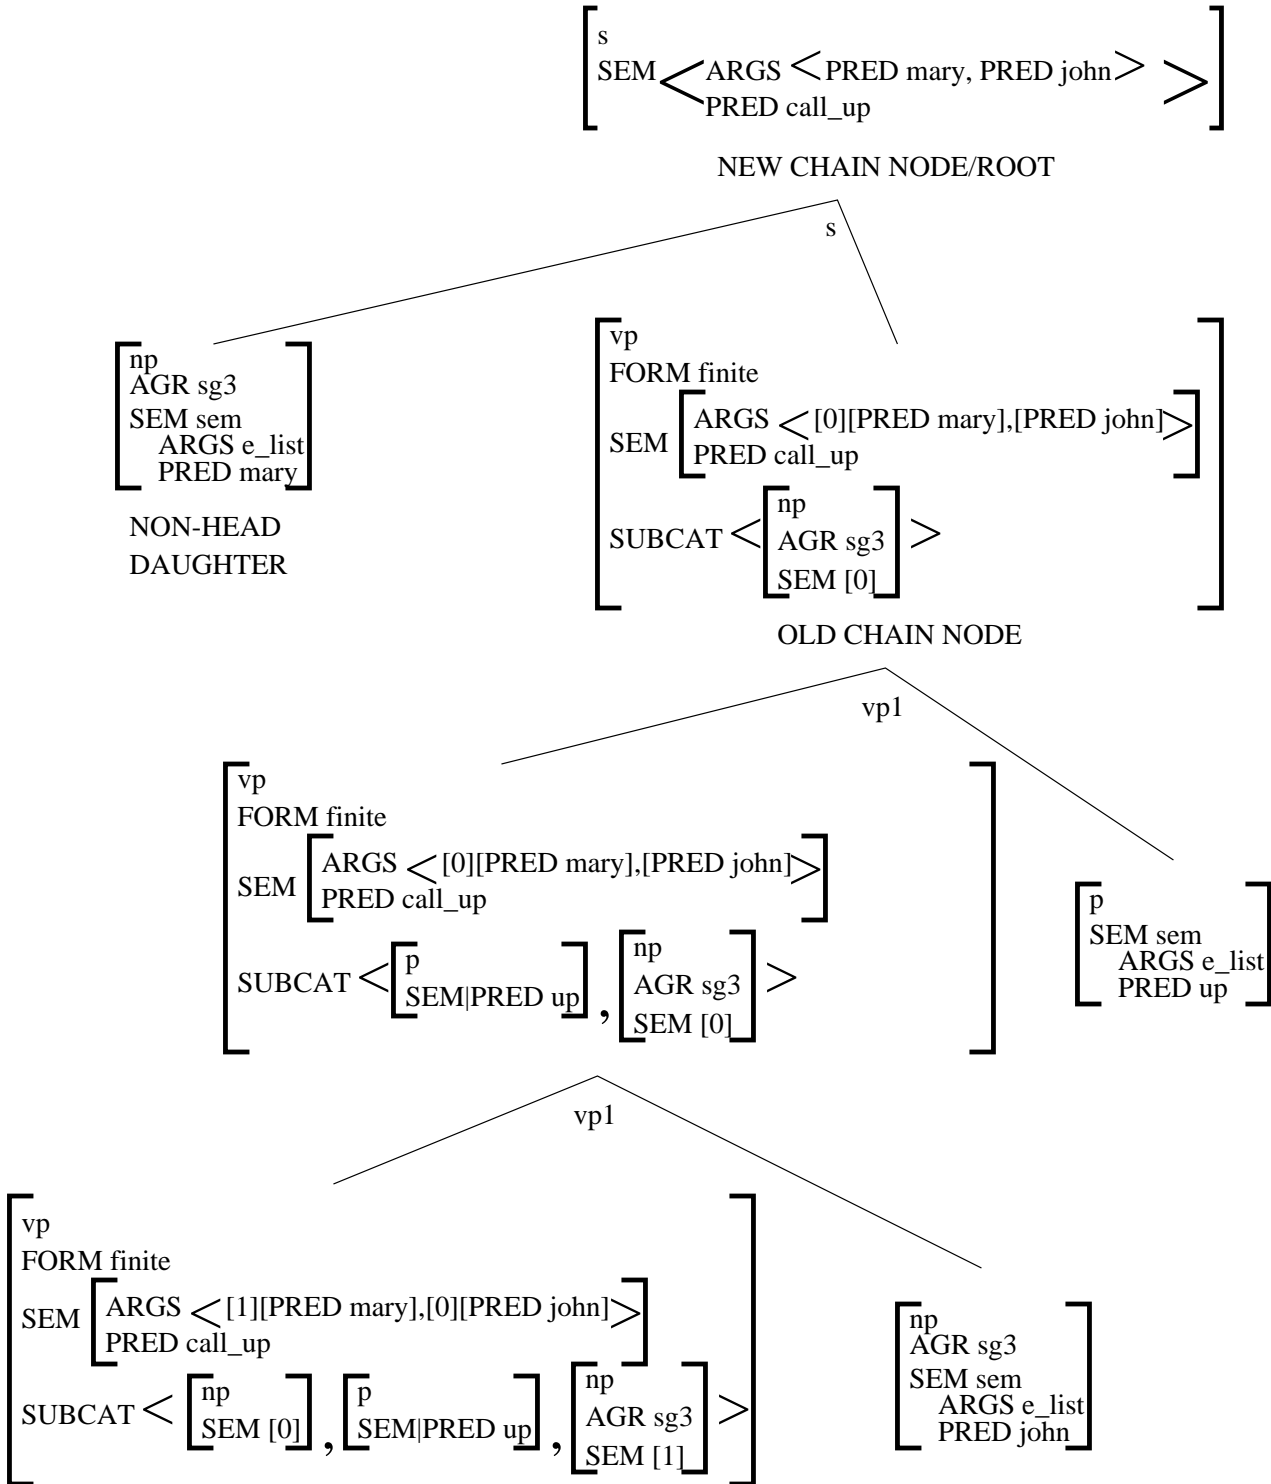 s
SEM < ARGS < PRED mary, PRED john >
PRED call_up >
NEW CHAIN NODE/ROOT
s
np
AGR sg3
SEM sem
ARGS e_list
PRED mary
NON-HEAD
DAUGHTER
vp
FORM finite
SEM [ ARGS < [0][PRED mary],[PRED john] >
PRED call_up ]
SUBCAT < [ np
AGR sg3
SEM [0] ] >
OLD CHAIN NODE
vp1
vp
FORM finite
SEM [ ARGS < [0][PRED mary],[PRED john] >
PRED call_up ]
SUBCAT < [ p
SEM|PRED up ] , [ np
AGR sg3
SEM [0] ] >
p
SEM sem
ARGS e_list
PRED up
vp1
vp
FORM finite
SEM [ ARGS < [1][PRED mary],[0][PRED john] >
PRED call_up ]
SUBCAT < [ np
SEM [0] ] , [ p
SEM|PRED up ] , [ np
AGR sg3
SEM [1] ] >
np
AGR sg3
SEM sem
ARGS e_list
PRED john